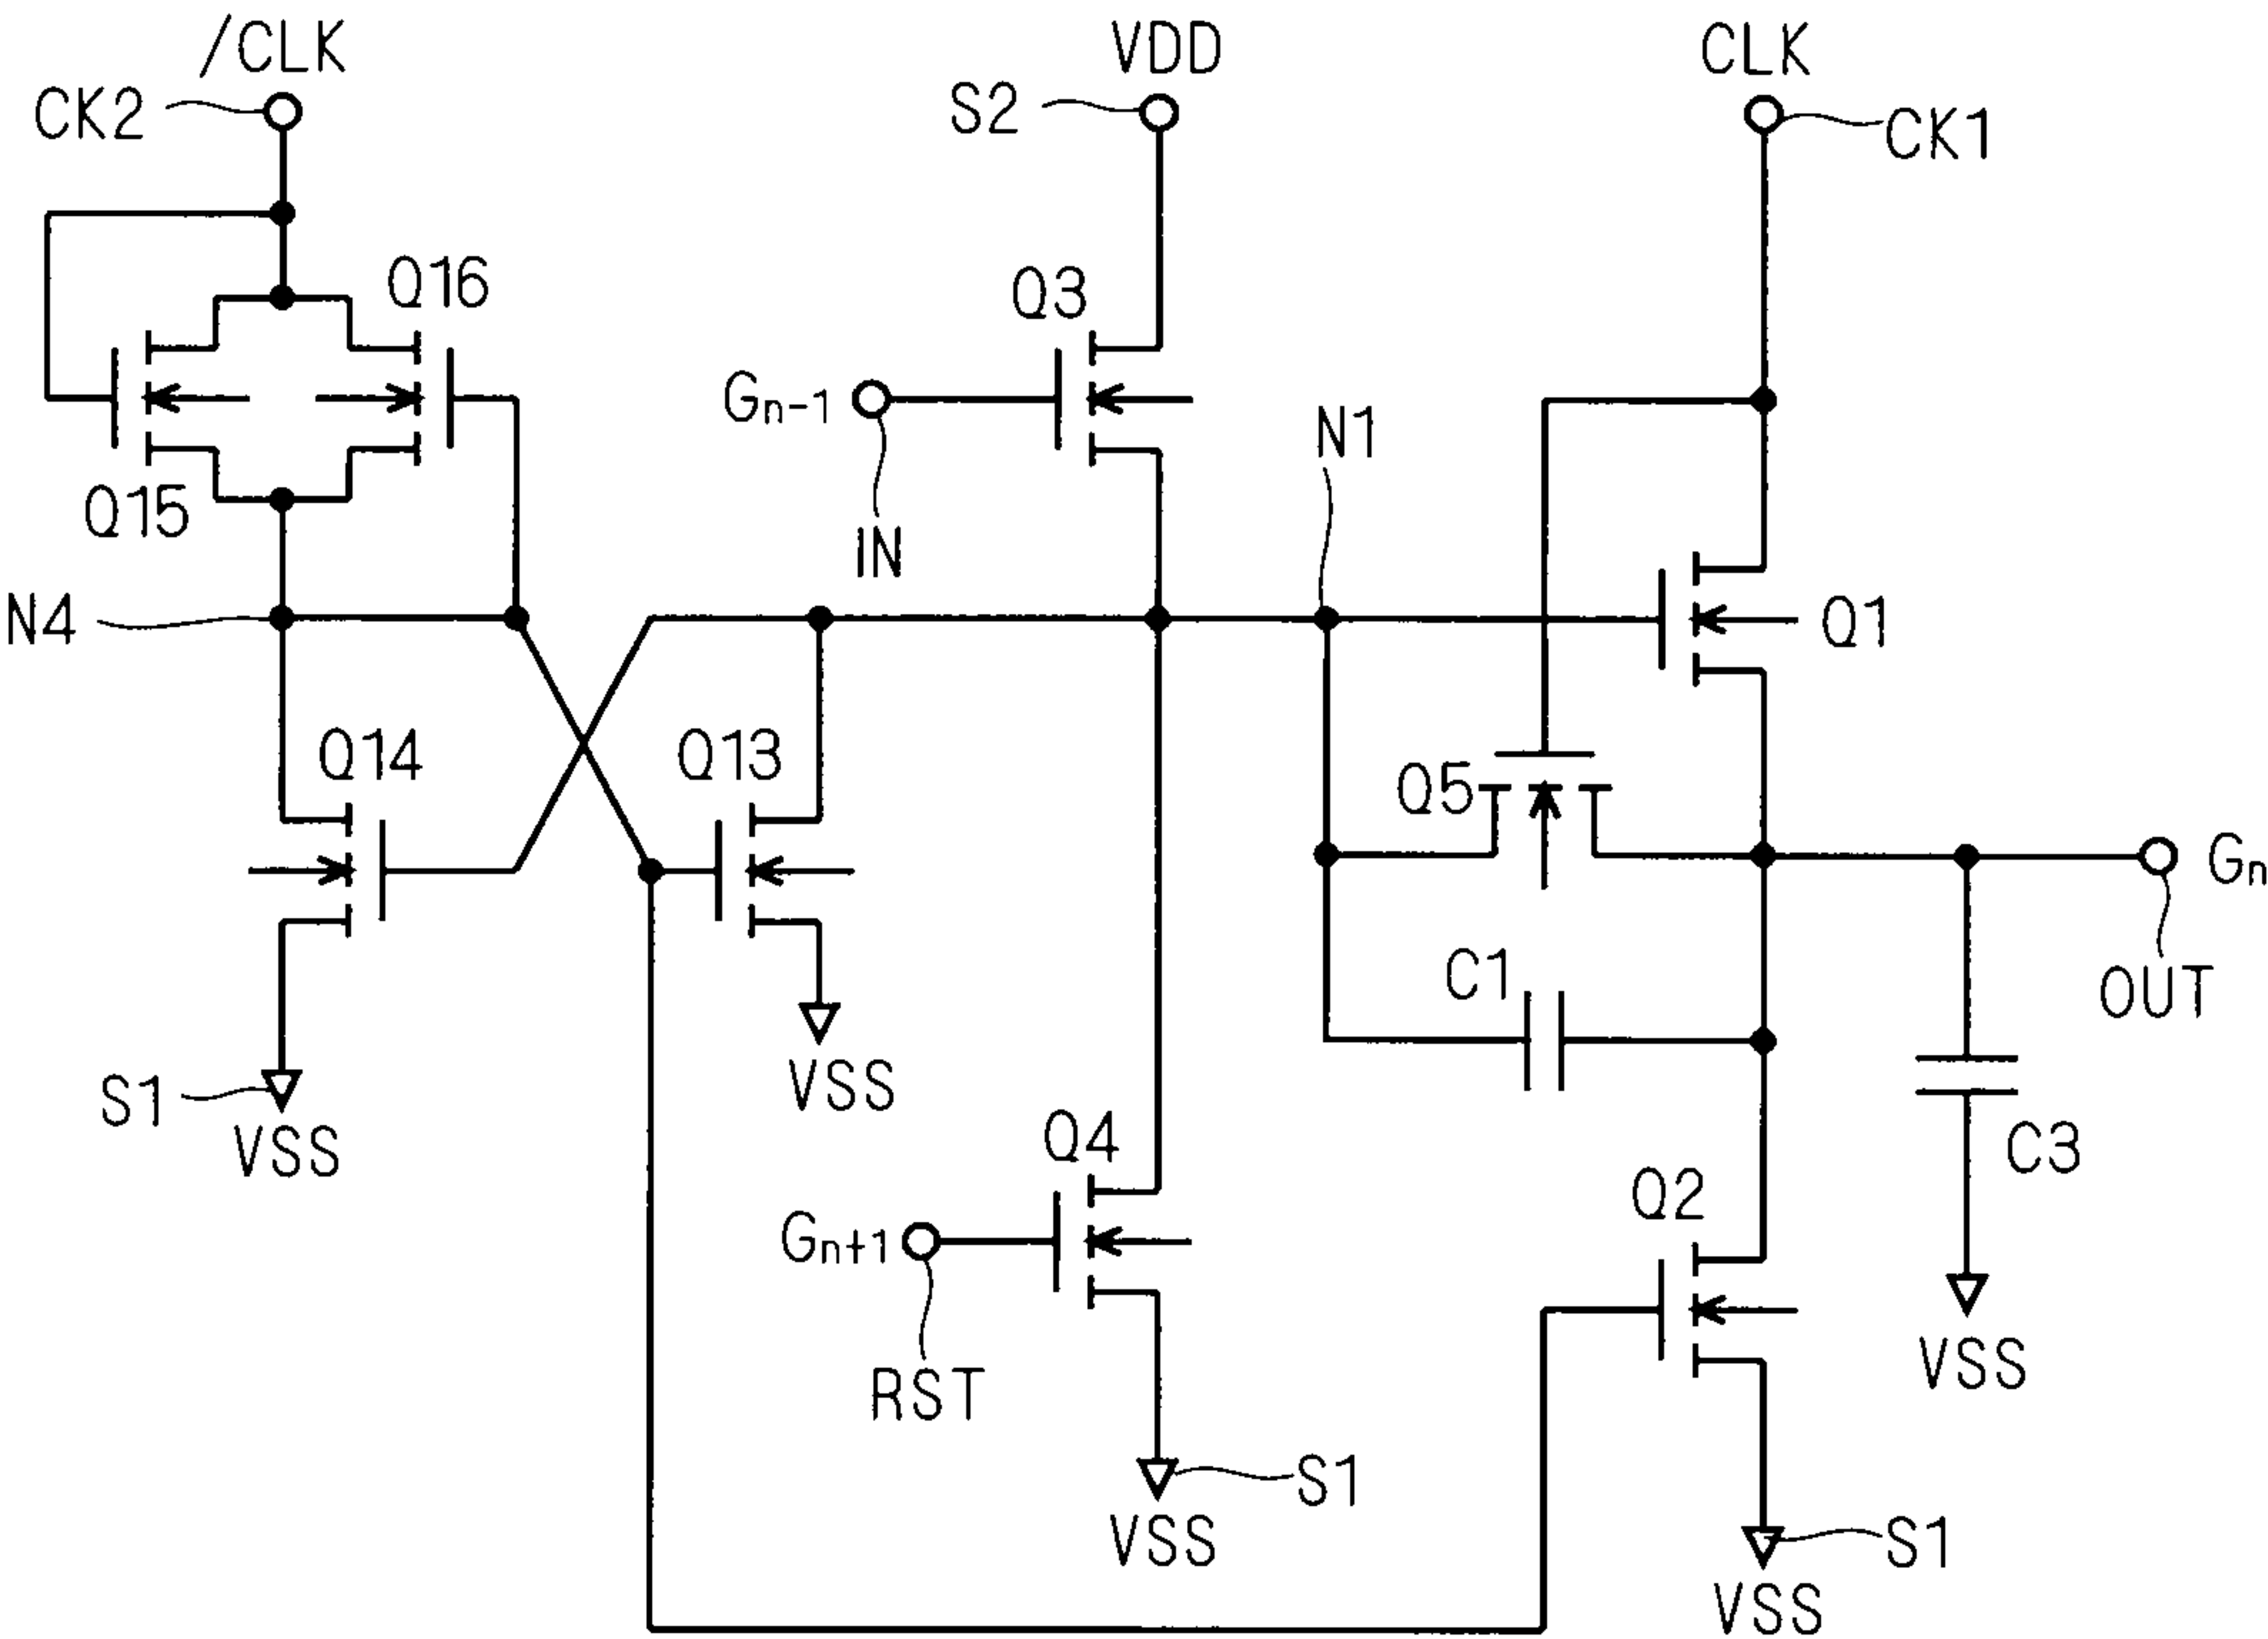 /CLK
VDD
CLK
CK2
S2
CK1
Q16
Q3
Gn-1
N1
Q15
IN
N4
Q1
Q14
Q13
Q5
Gn
C1
OUT
S1
VSS
VSS
Q4
C3
Q2
Gn+1
RST
VSS
S1
VSS
S1
VSS